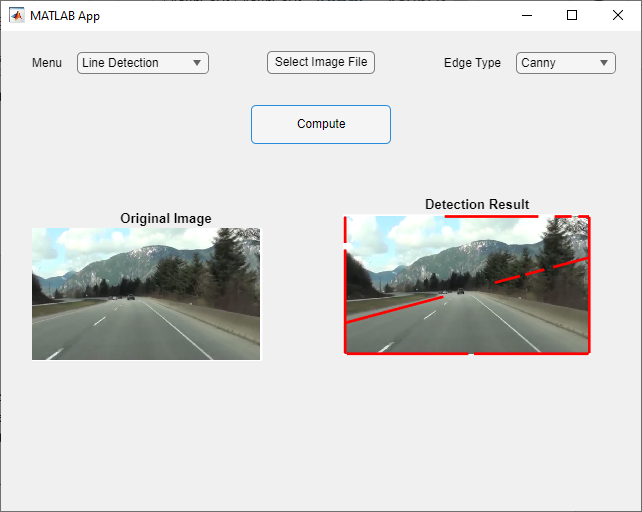 MATLAB App
Menu Line Detection Select Image File Edge Type Canny
Compute
Original Image
Detection Result